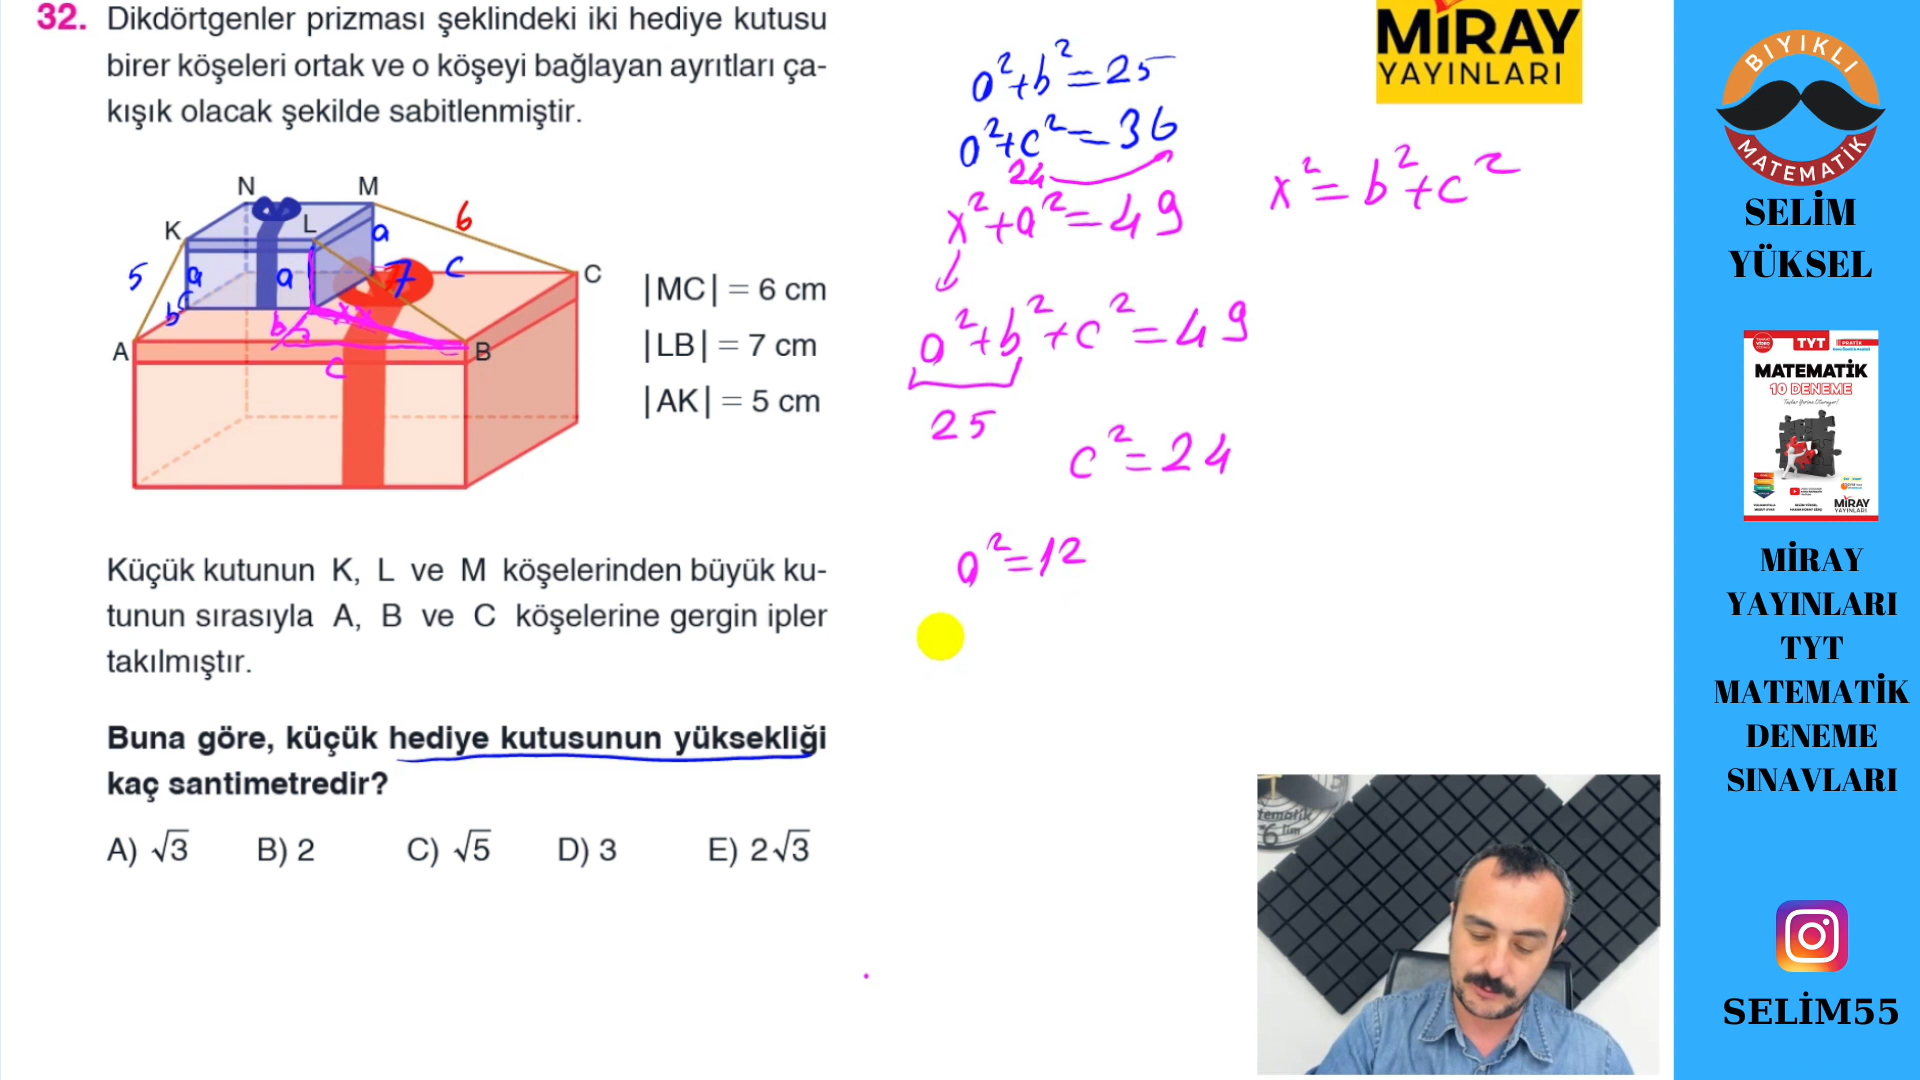 32. Dikdörtgenler prizması şeklindeki iki hediye kutusu
birer köşeleri ortak ve o köşeyi bağlayan ayrıtları ça-
kışık olacak şekilde sabitlenmiştir.
N
M
K
L
C
A
B
5
a
b
a
a
6
7
c
b
x
c
|MC| = 6 cm
|LB| = 7 cm
|AK| = 5 cm
Küçük kutunun K, L ve M köşelerinden büyük ku-
tunun sırasıyla A, B ve C köşelerine gergin ipler
takılmıştır.
Buna göre, küçük hediye kutusunun yüksekliği
kaç santimetredir?
A) √3 B) 2 C) √5 D) 3 E) 2√3
a²+b²=25
a²+c²=36
24
x²+a²=49
x²=b²+c²
a²+b²+c²=49
25
c²=24
a²=12
MİRAY
YAYINLARI
BIYIKLI
MATEMATİK
SELİM
YÜKSEL
TYT
PRATİK
MATEMATİK
10 DENEME
MİRAY
YAYINLARI
MİRAY
YAYINLARI
TYT
MATEMATİK
DENEME
SINAVLARI
SELİM55